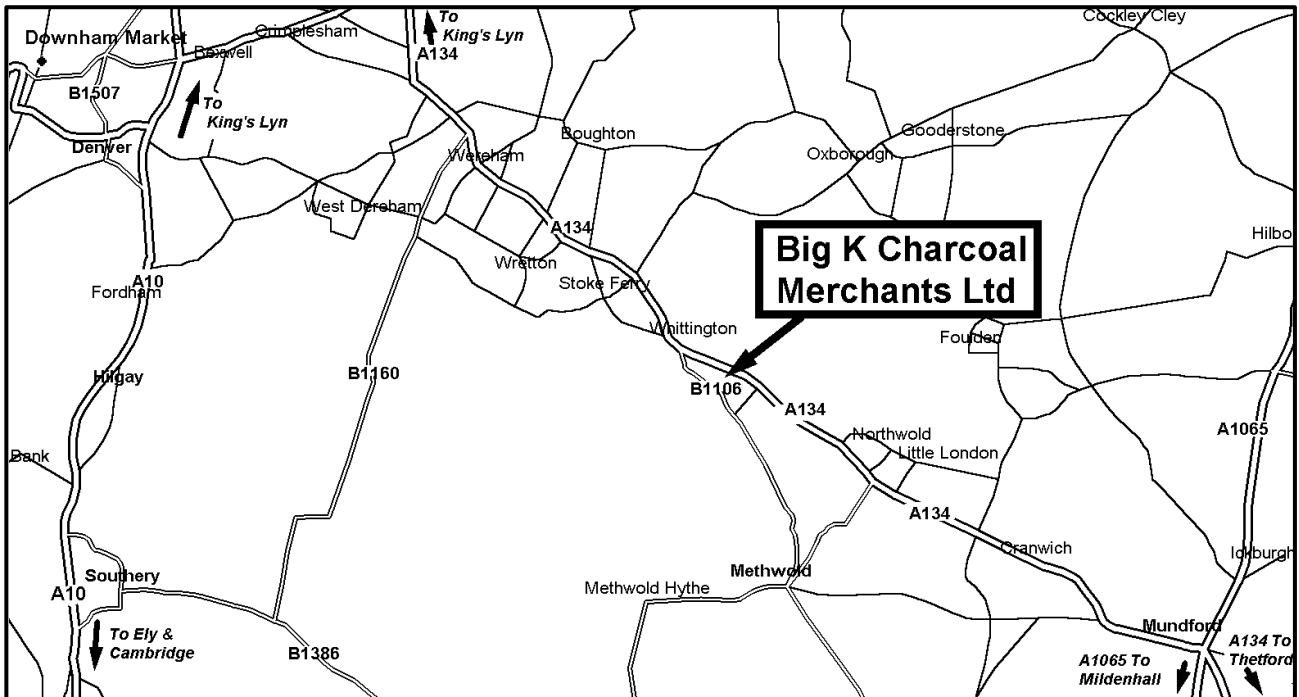 To
King's Lyn
Cockley Cley
Downham Market
Crimplesham
Bexwell
A134
B1507
To
King's Lyn
Denver
Boughton
Gooderstone
Wereham
Oxborough
West Dereham
A134
Big K Charcoal
Merchants Ltd
Hilbo
Wretton
Stoke Ferry
A10
Fordham
Whittington
Foulden
Hilgay
B1160
B1106
A134
A1065
Northwold
Little London
Bank
A134
Cranwich
Ickburgh
Southery
Methwold
Methwold Hythe
A10
Mundford
To Ely &
Cambridge
B1386
A1065 To
Mildenhall
A134 To
Thetford